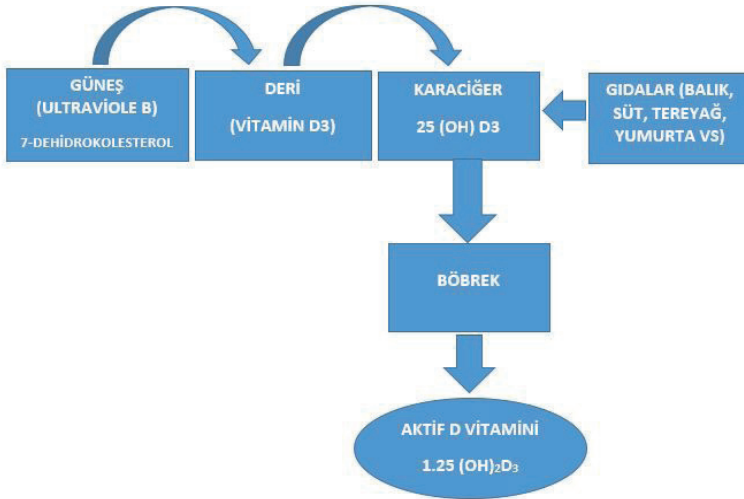 GÜNEŞ
(ULTRAVİOLE B)
7-DEHİDROKOLESTEROL
DERİ
(VİTAMİN D3)
KARACİĞER
25 (OH) D3
GIDALAR (BALIK,
SÜT, TEREYAĞ,
YUMURTA VS)
BÖBREK
AKTİF D VİTAMİNİ
1.25 (OH)₂D₃